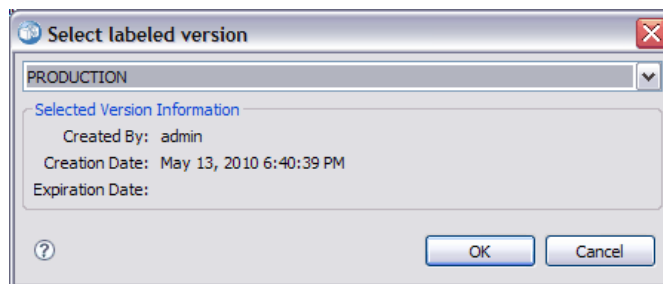 Select labeled version
PRODUCTION
Selected Version Information
Created By: admin
Creation Date: May 13, 2010 6:40:39 PM
Expiration Date:
? OK Cancel